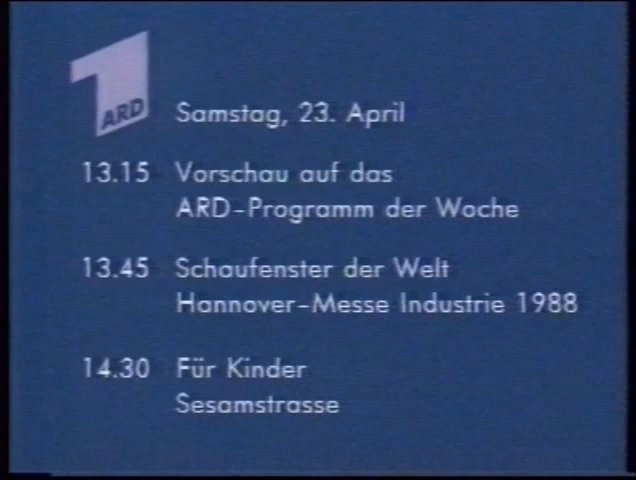 ARD
Samstag, 23. April
13.15 Vorschau auf das
ARD-Programm der Woche
13.45 Schaufenster der Welt
Hannover-Messe Industrie 1988
14.30 Für Kinder
Sesamstrasse